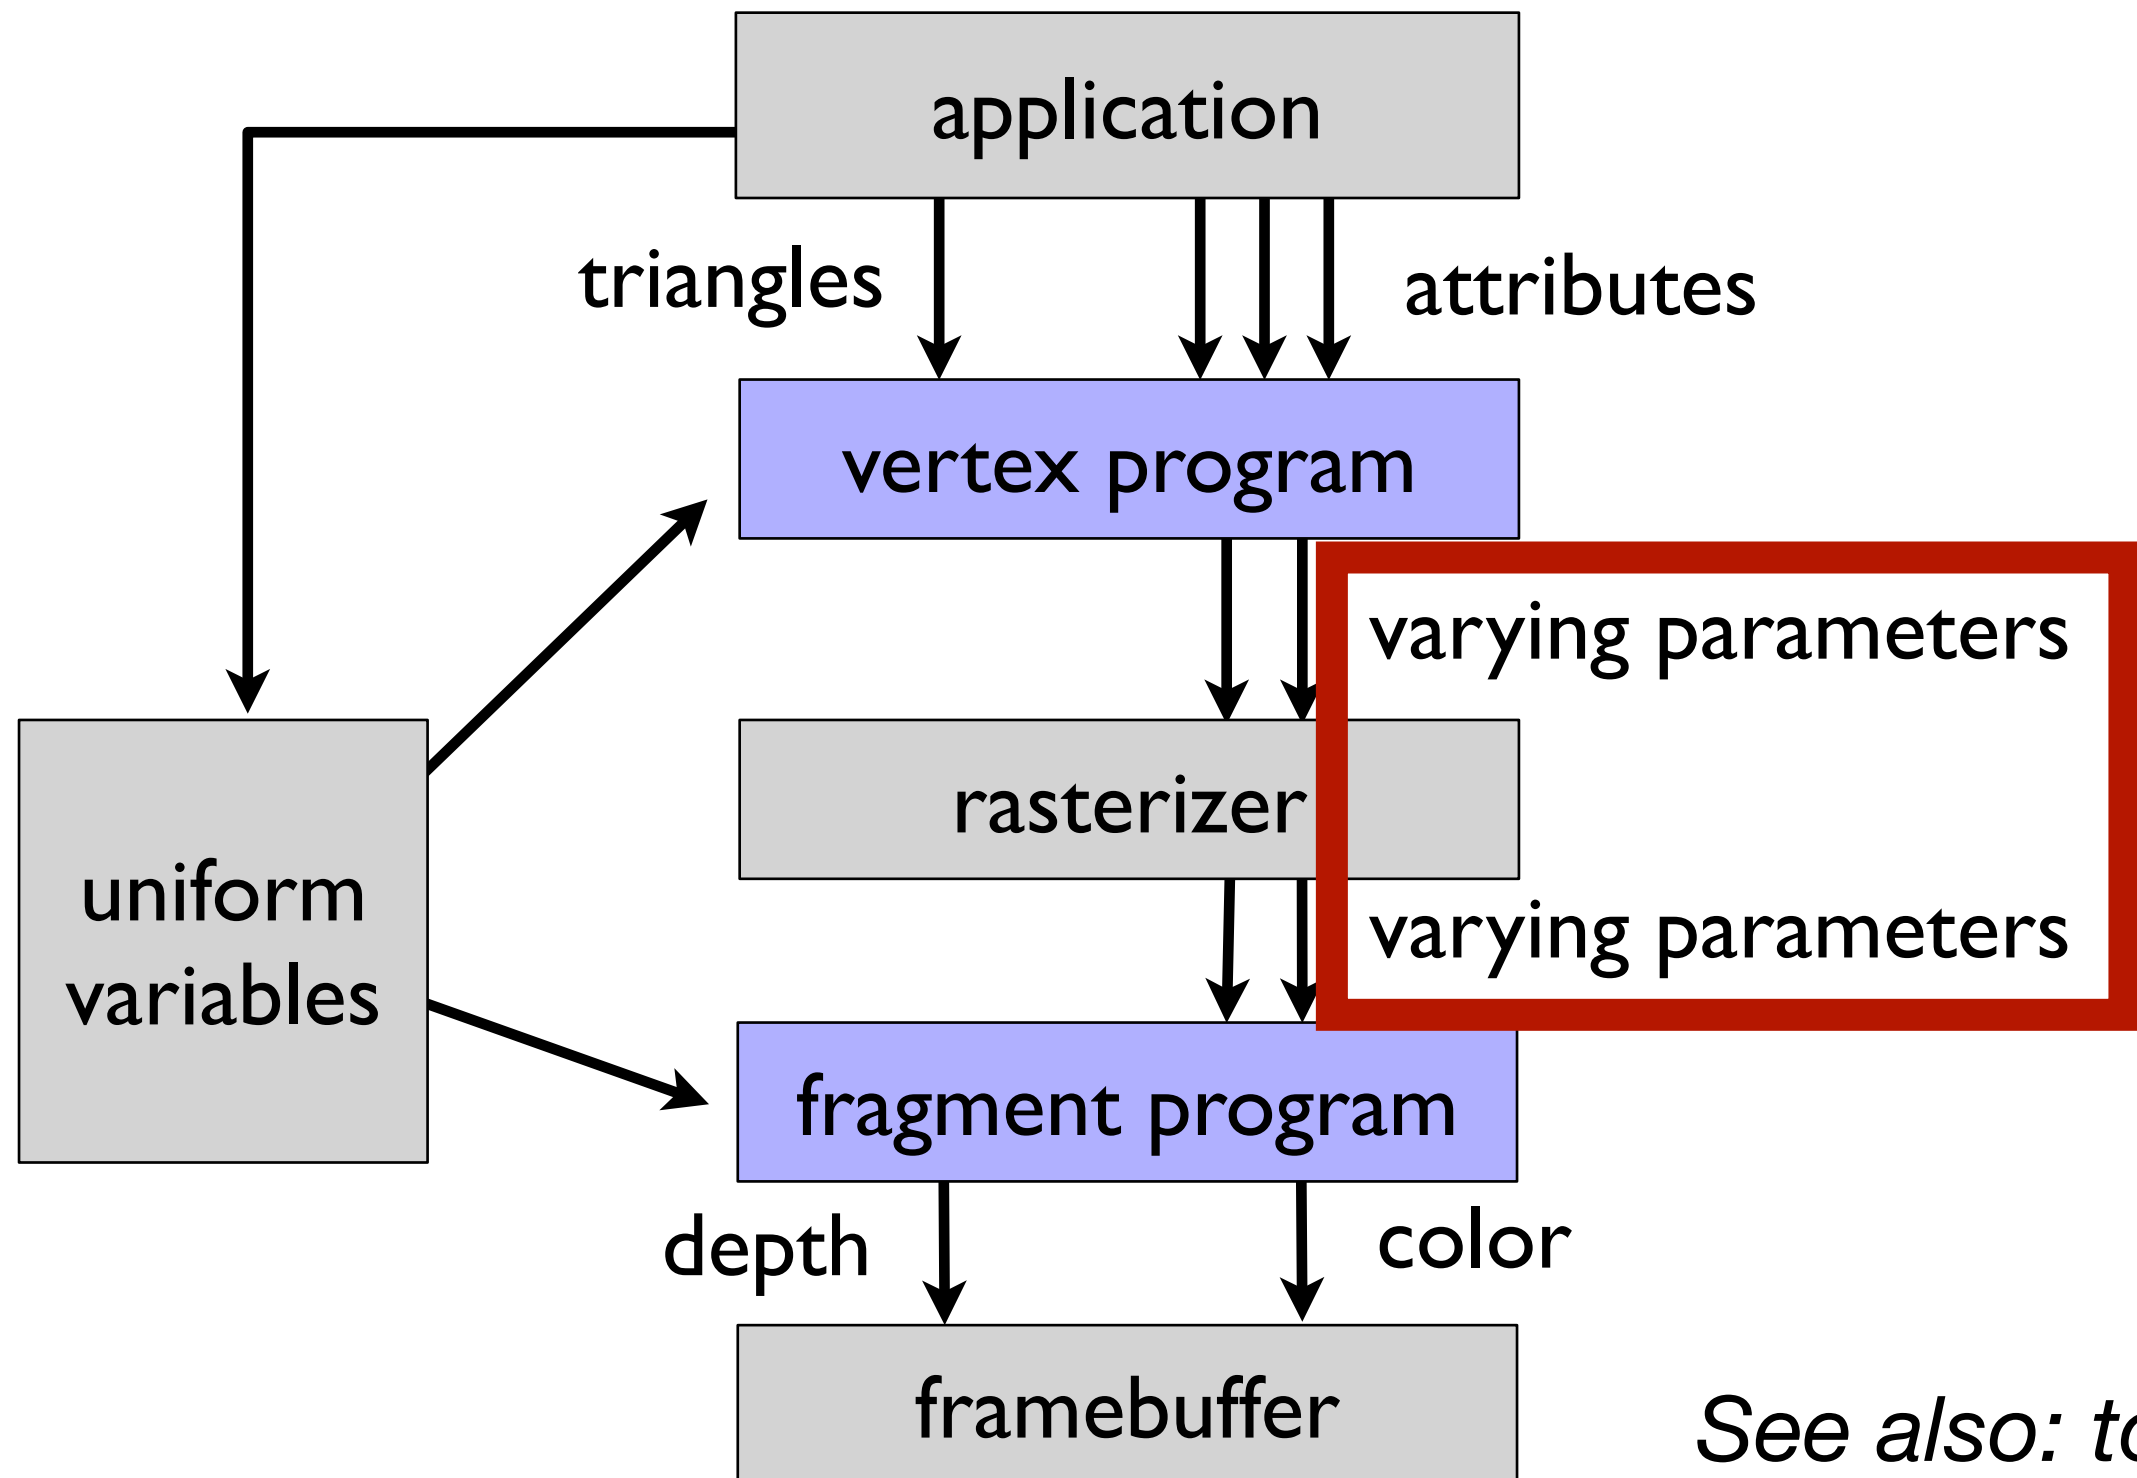 application
triangles
attributes
vertex program
varying parameters
rasterizer
uniform
variables
varying parameters
fragment program
depth
color
framebuffer
See also: